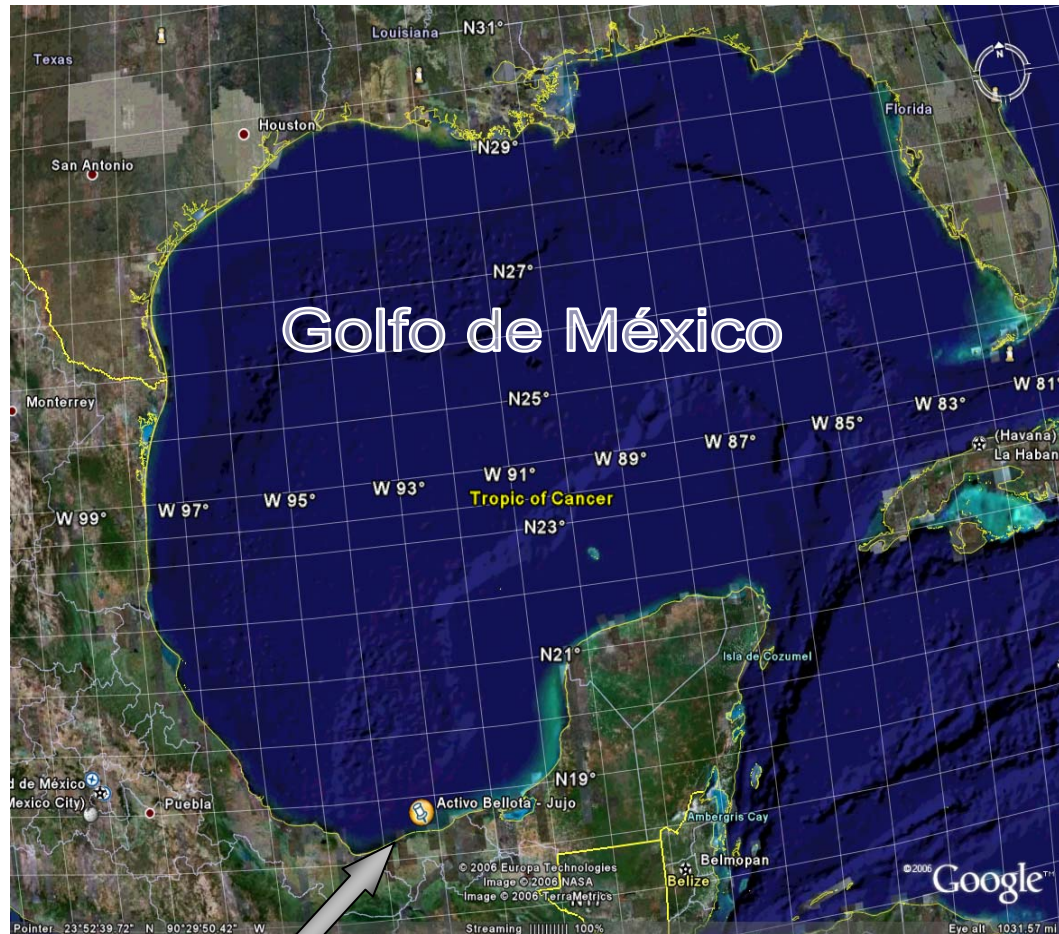 Louisiana
N31°
Texas
N
Florida
Houston
N29°
San Antonio
N27°
Golfo de México
W 81°
N25°
Monterrey
W 83°
W 85°
(Havana)
La Haban
W 87°
W 89°
W 91°
W 93°
Tropic of Cancer
W 95°
W 97°
W 99°
N23°
N21°
Isla de Cozumel
N19°
d de México
Mexico City)
Puebla
Activo Bellota - Jujo
Ambergris Cay
Belmopan
Belize
© 2006 Europa Technologies
Image © 2006 NASA
Image © 2006 TerraMetrics
N17°
©2006 Google™
Pointer 23°52'39.72" N 90°29'50.42" W
Streaming |||||||||| 100%
Eye alt 1031.57 mi